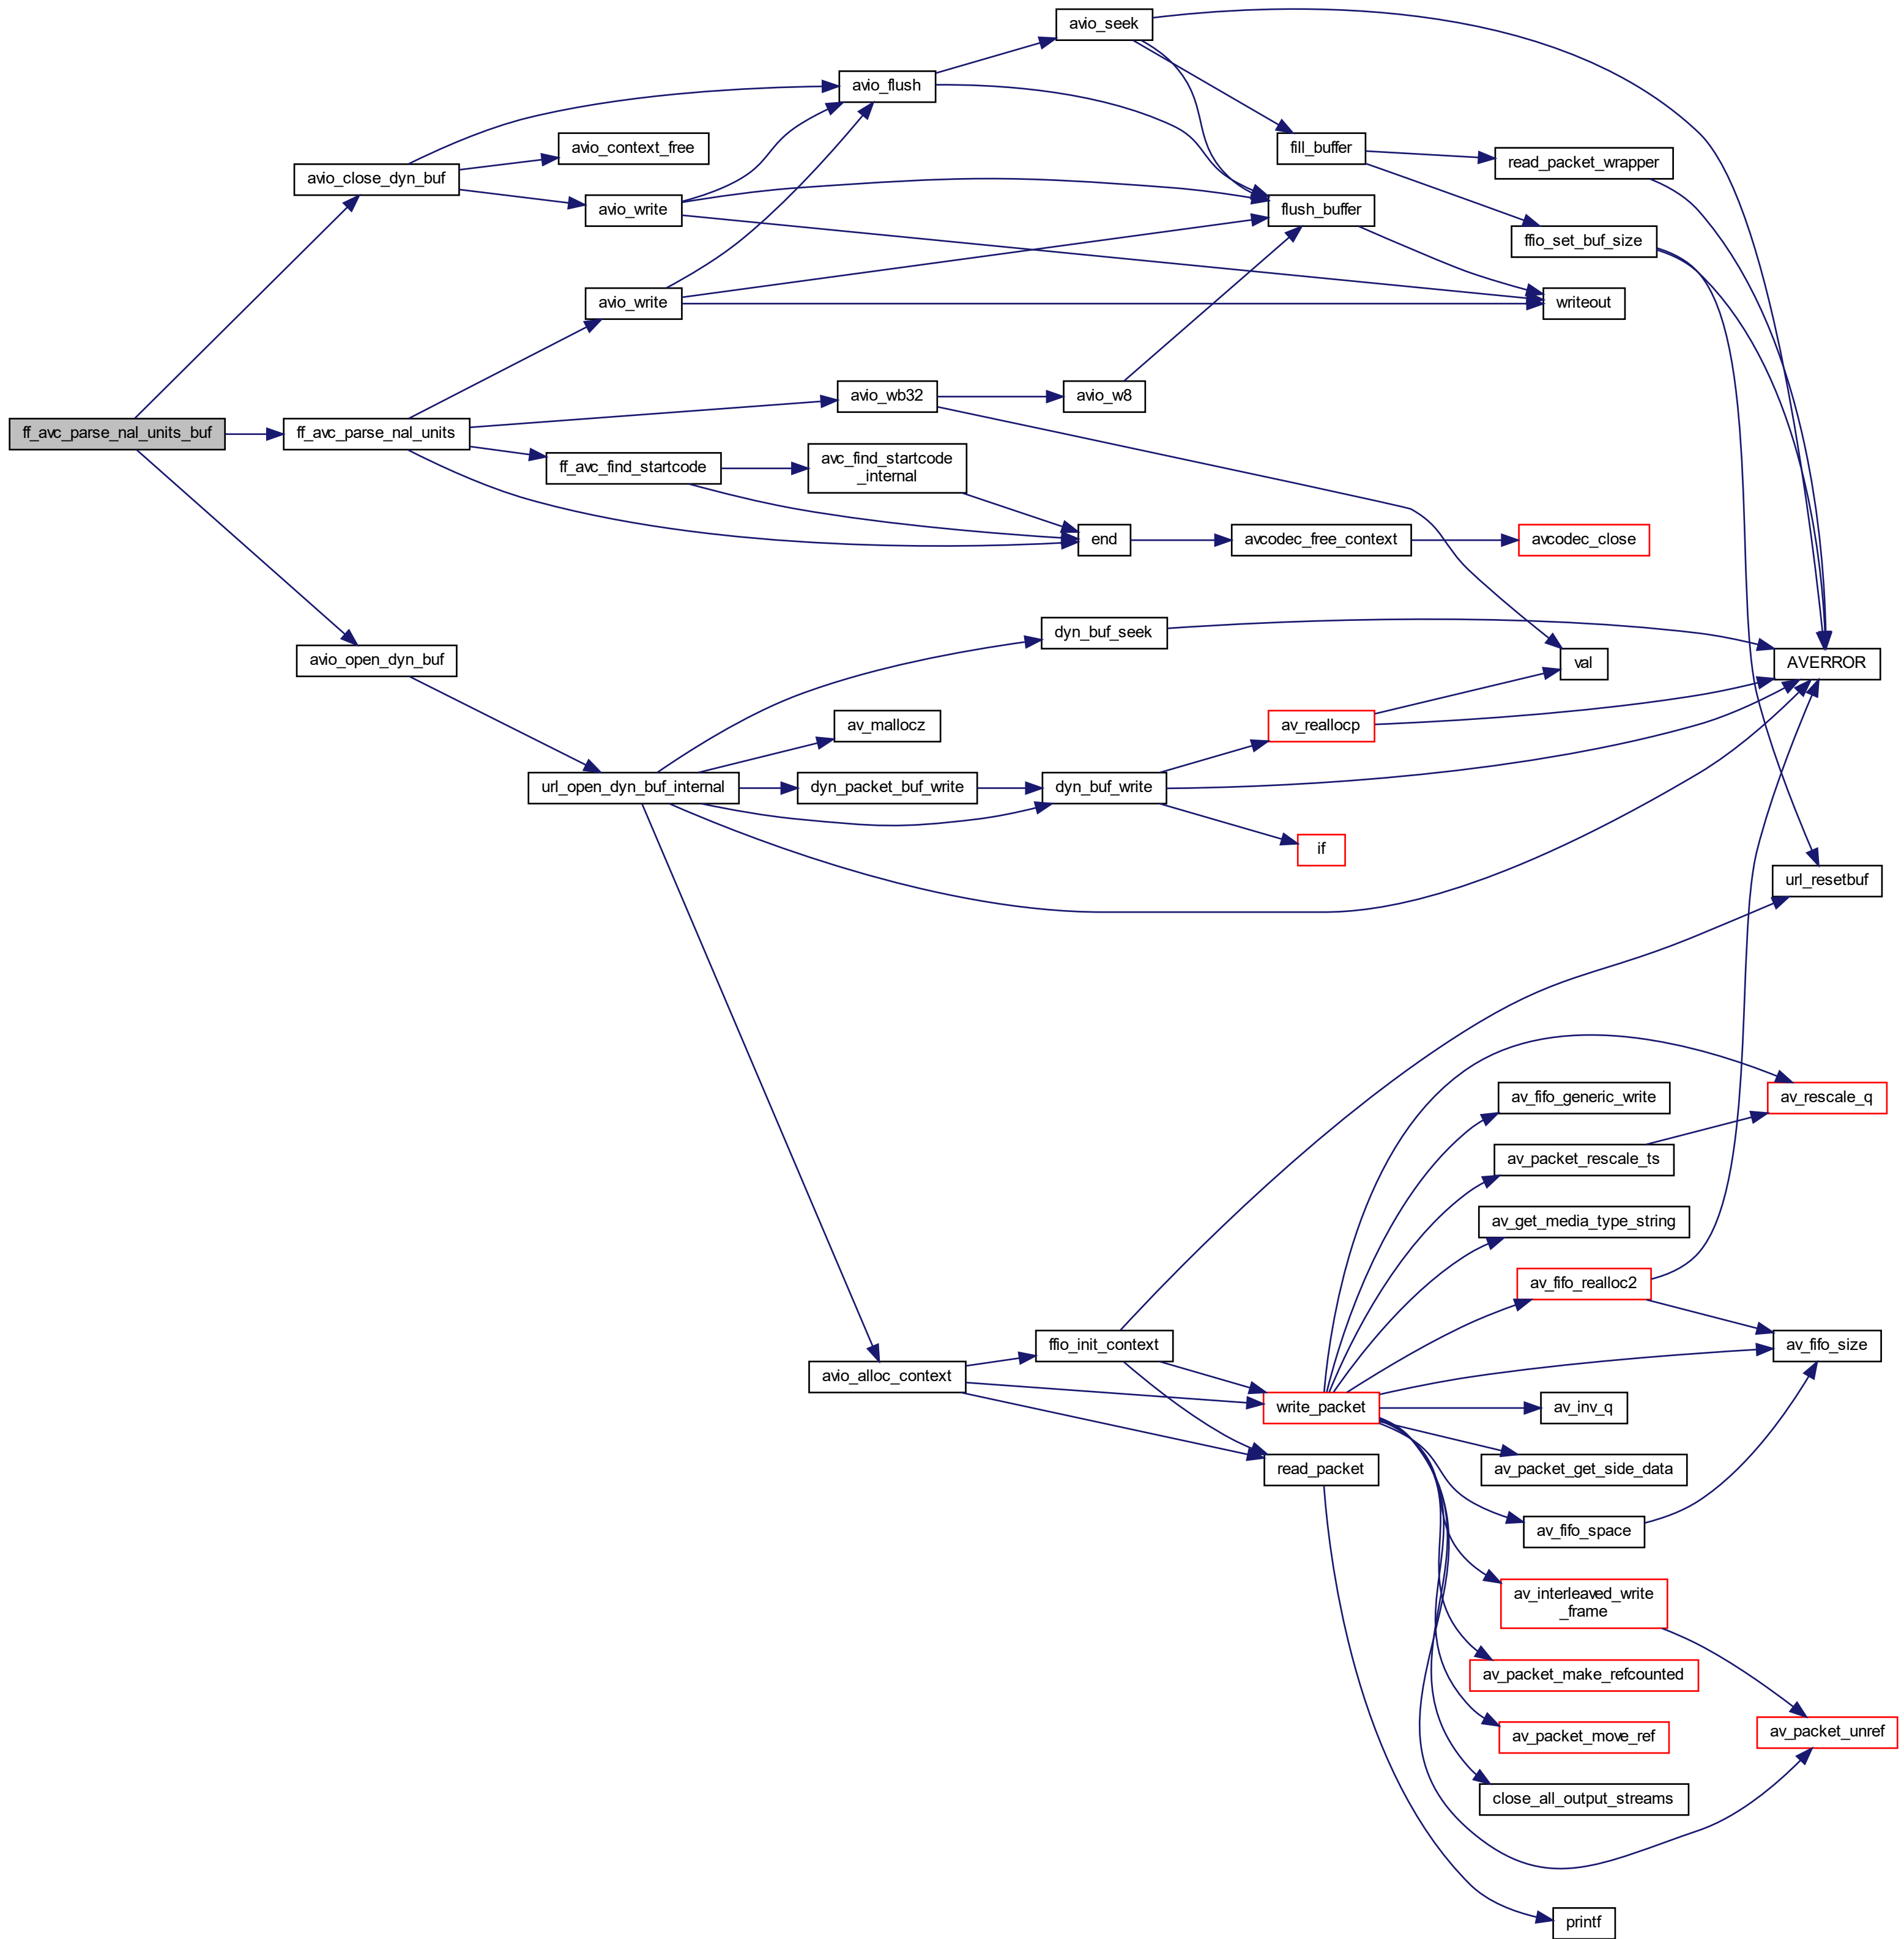 avio_seek
avio_flush
avio_context_free
fill_buffer
read_packet_wrapper
avio_close_dyn_buf
avio_write
flush_buffer
ffio_set_buf_size
avio_write
writeout
avio_wb32
avio_w8
ff_avc_parse_nal_units_buf
ff_avc_parse_nal_units
avc_find_startcode
_internal
ff_avc_find_startcode
end
avcodec_free_context
avcodec_close
dyn_buf_seek
avio_open_dyn_buf
val
AVERROR
av_mallocz
av_reallocp
url_open_dyn_buf_internal
dyn_packet_buf_write
dyn_buf_write
if
url_resetbuf
av_fifo_generic_write
av_rescale_q
av_packet_rescale_ts
av_get_media_type_string
av_fifo_realloc2
ffio_init_context
av_fifo_size
avio_alloc_context
write_packet
av_inv_q
read_packet
av_packet_get_side_data
av_fifo_space
av_interleaved_write
_frame
av_packet_make_refcounted
av_packet_move_ref
av_packet_unref
close_all_output_streams
printf